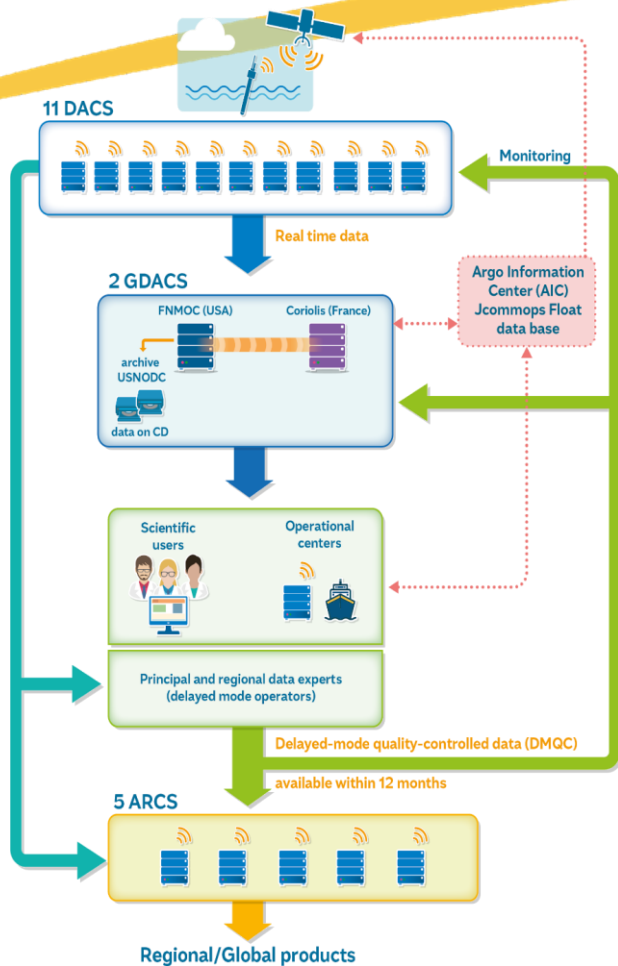 11 DACS
Monitoring
Real time data
Argo Information
Center (AIC)
Jcommops Float
data base
2 GDACS
FNMOC (USA)
Coriolis (France)
archive
USNODC
data on CD
Scientific
users
Operational
centers
Principal and regional data experts
(delayed mode operators)
Delayed-mode quality-controlled data (DMQC)
available within 12 months
5 ARCS
Regional/Global products